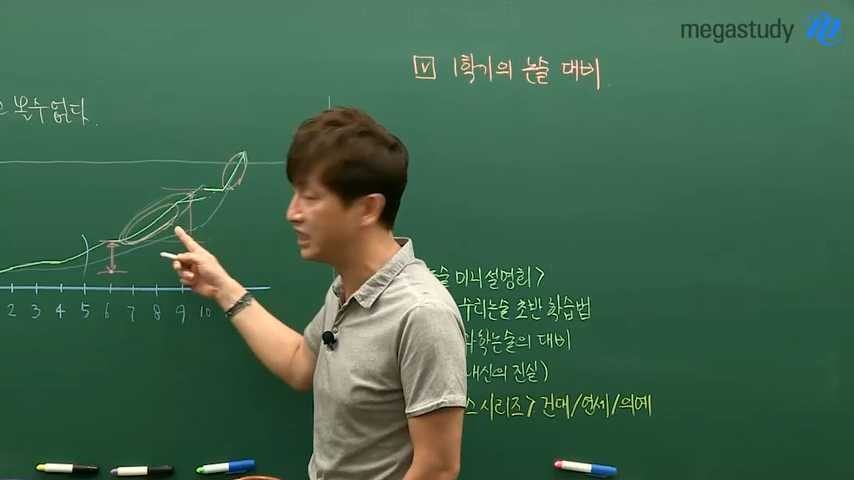 megastudy
V 1학기의 논술 대비
볼수없다.
2 3 4 5 6 7 8 9 10
술 미니설명회>
수리논술 초반 학습법
과학논술의 대비
내신의 진실)
스시리즈> 건대/연세/의예